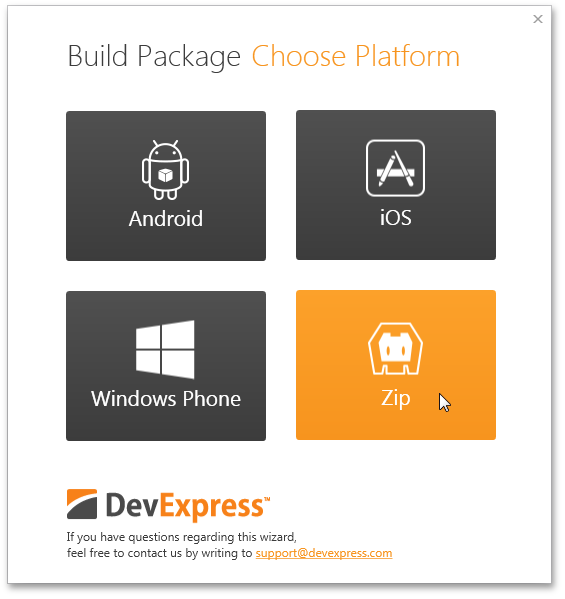 Build Package Choose Platform
Android
iOS
Windows Phone
Zip
DevExpress™
If you have questions regarding this wizard,
feel free to contact us by writing to support@devexpress.com